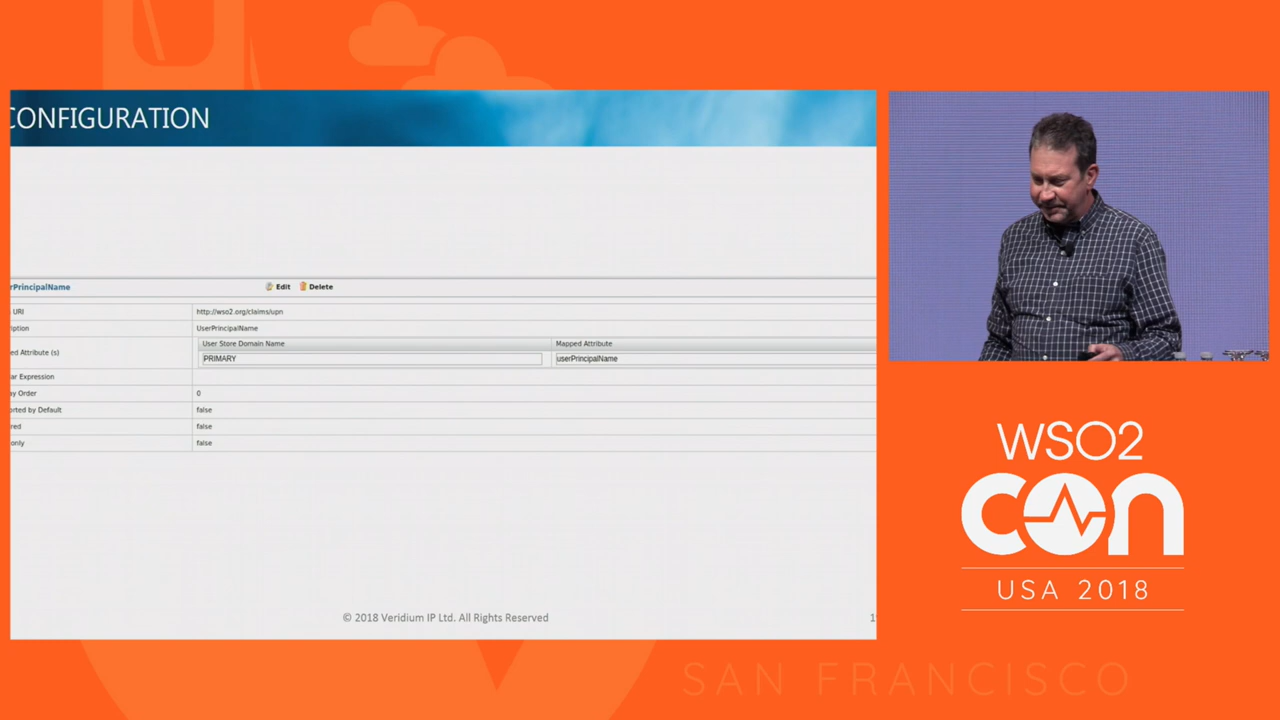 CONFIGURATION
rPrincipalName Edit Delete
URI http://wso2.org/claims/upn
iption UserPrincipalName
ed Attribute (s) User Store Domain Name Mapped Attribute
PRIMARY userPrincipalName
ar Expression
ay Order 0
orted by Default false
red false
only false
© 2018 Veridium IP Ltd. All Rights Reserved
WSO2
con
USA 2018
SAN FRANCISCO